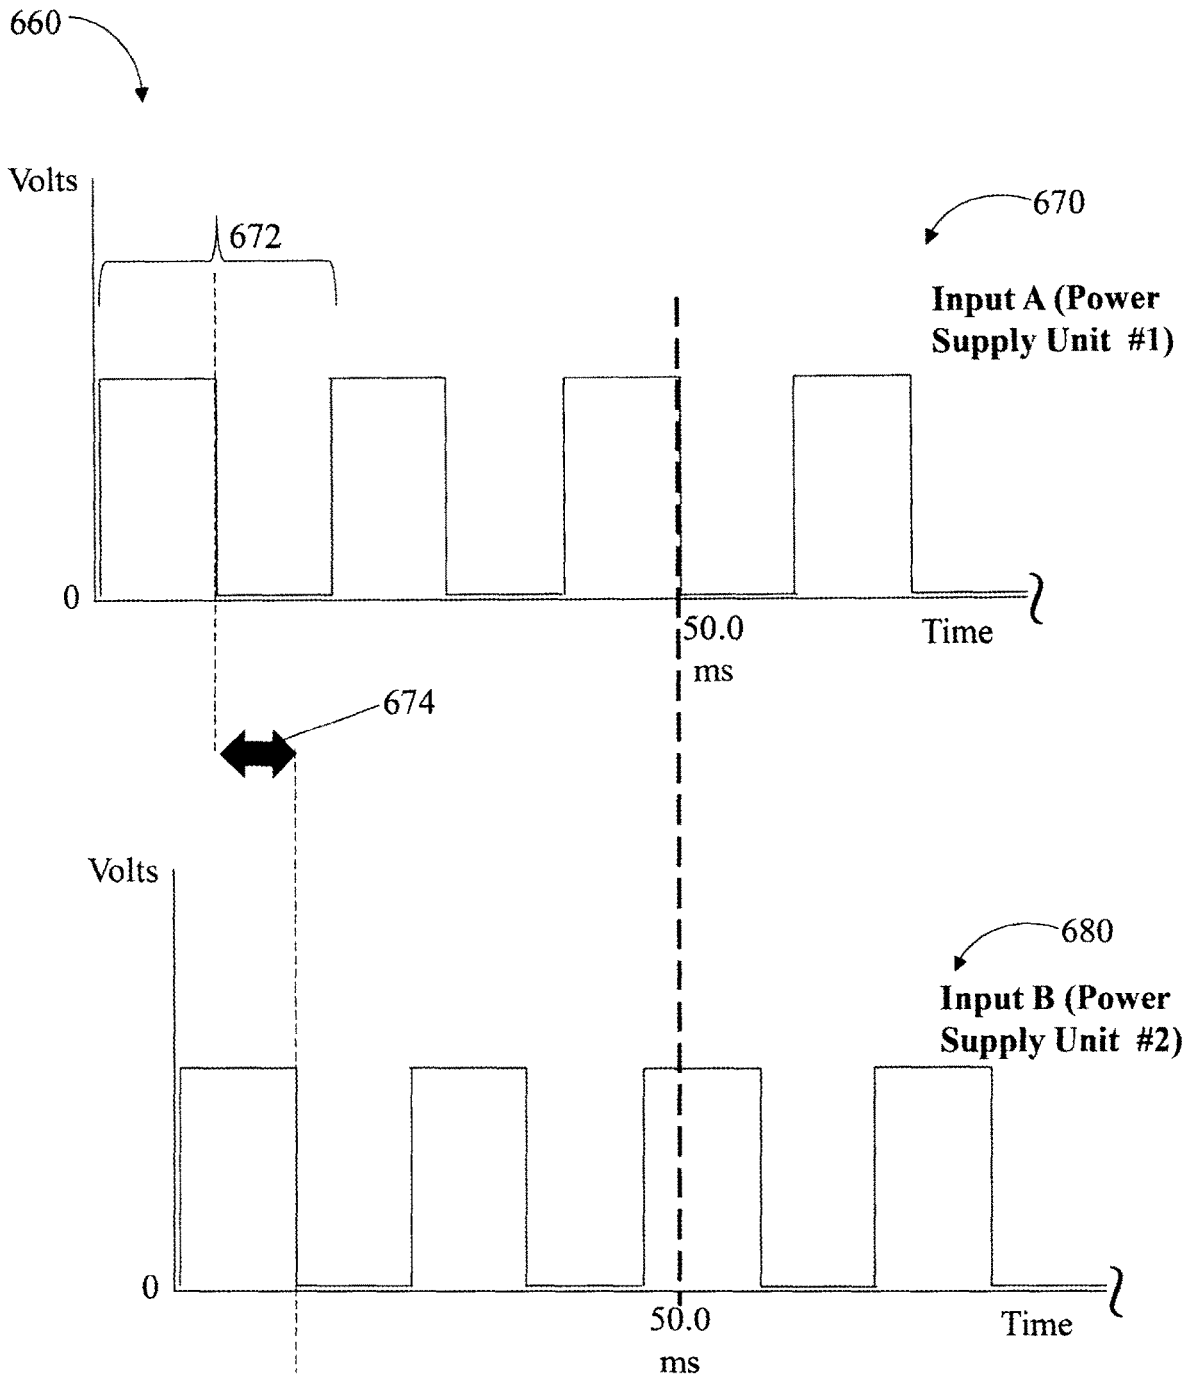 660
Volts
672
670
Input A (Power
Supply Unit #1)
0
50.0
ms
Time
674
Volts
680
Input B (Power
Supply Unit #2)
0
50.0
ms
Time